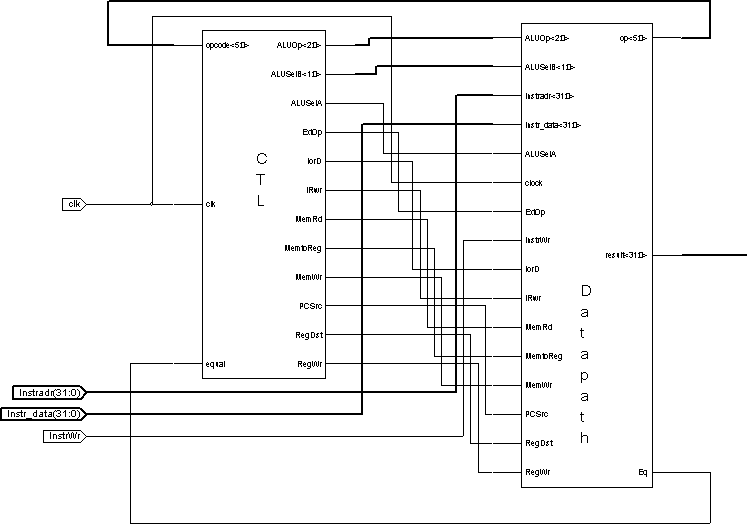 opcode<5:0>
ALUOp<2:0>
ALUSelB<1:0>
ALUSelA
ExtOp
IorD
IRwr
MemRd
MemtoReg
MemWr
PCSrc
RegDst
RegWr
clk
equal
CTL
clk
Instradr(31:0)
Instr_data(31:0)
InstrWr
ALUOp<2:0>
ALUSelB<1:0>
Instradr<31:0>
Instr_data<31:0>
ALUSelA
clock
ExtOp
InstrWr
IorD
IRwr
MemRd
MemtoReg
MemWr
PCSrc
RegDst
RegWr
op<5:0>
result<31:0>
Eq
Datapath